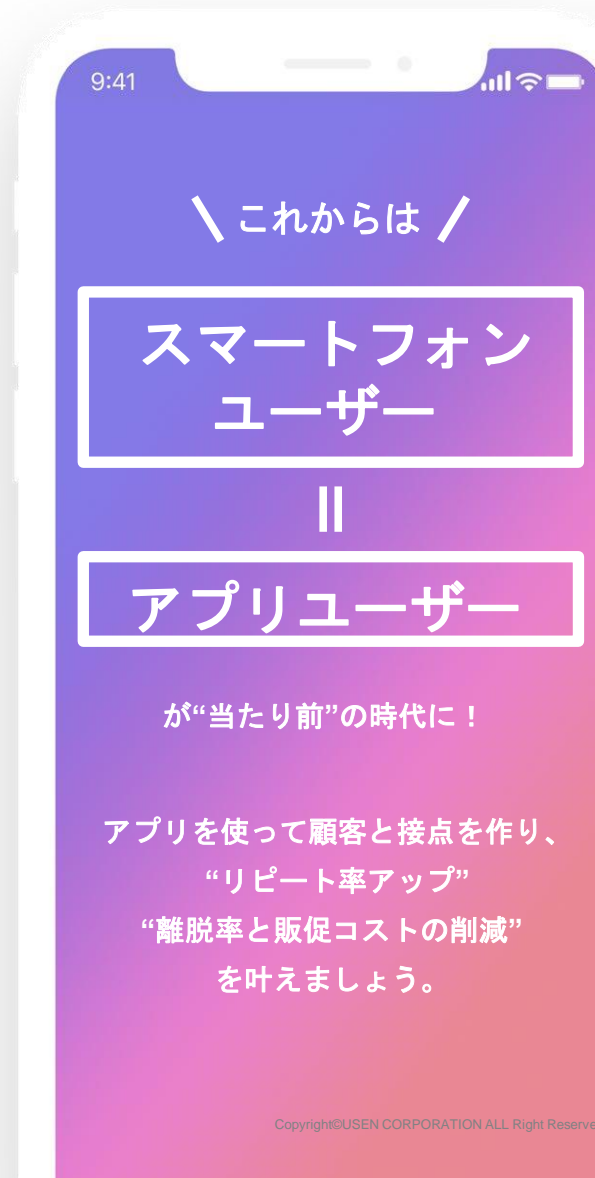 9:41
\ これからは /
スマートフォン
ユーザー
||
アプリユーザー
が“当たり前”の時代に！
アプリを使って顧客と接点を作り、
“リピート率アップ”
“離脱率と販促コストの削減”
を叶えましょう。
Copyright©USEN CORPORATION ALL Right Reserve